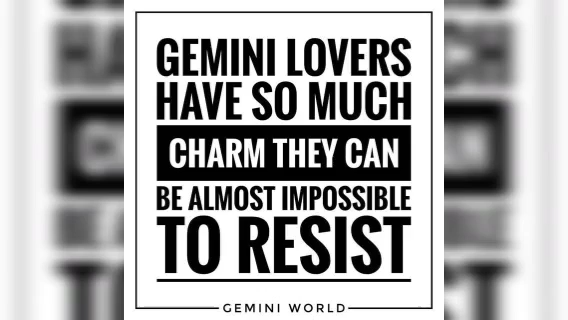 GEMINI LOVERS
HAVE SO MUCH
CHARM THEY CAN
BE ALMOST IMPOSSIBLE
TO RESIST
GEMINI WORLD